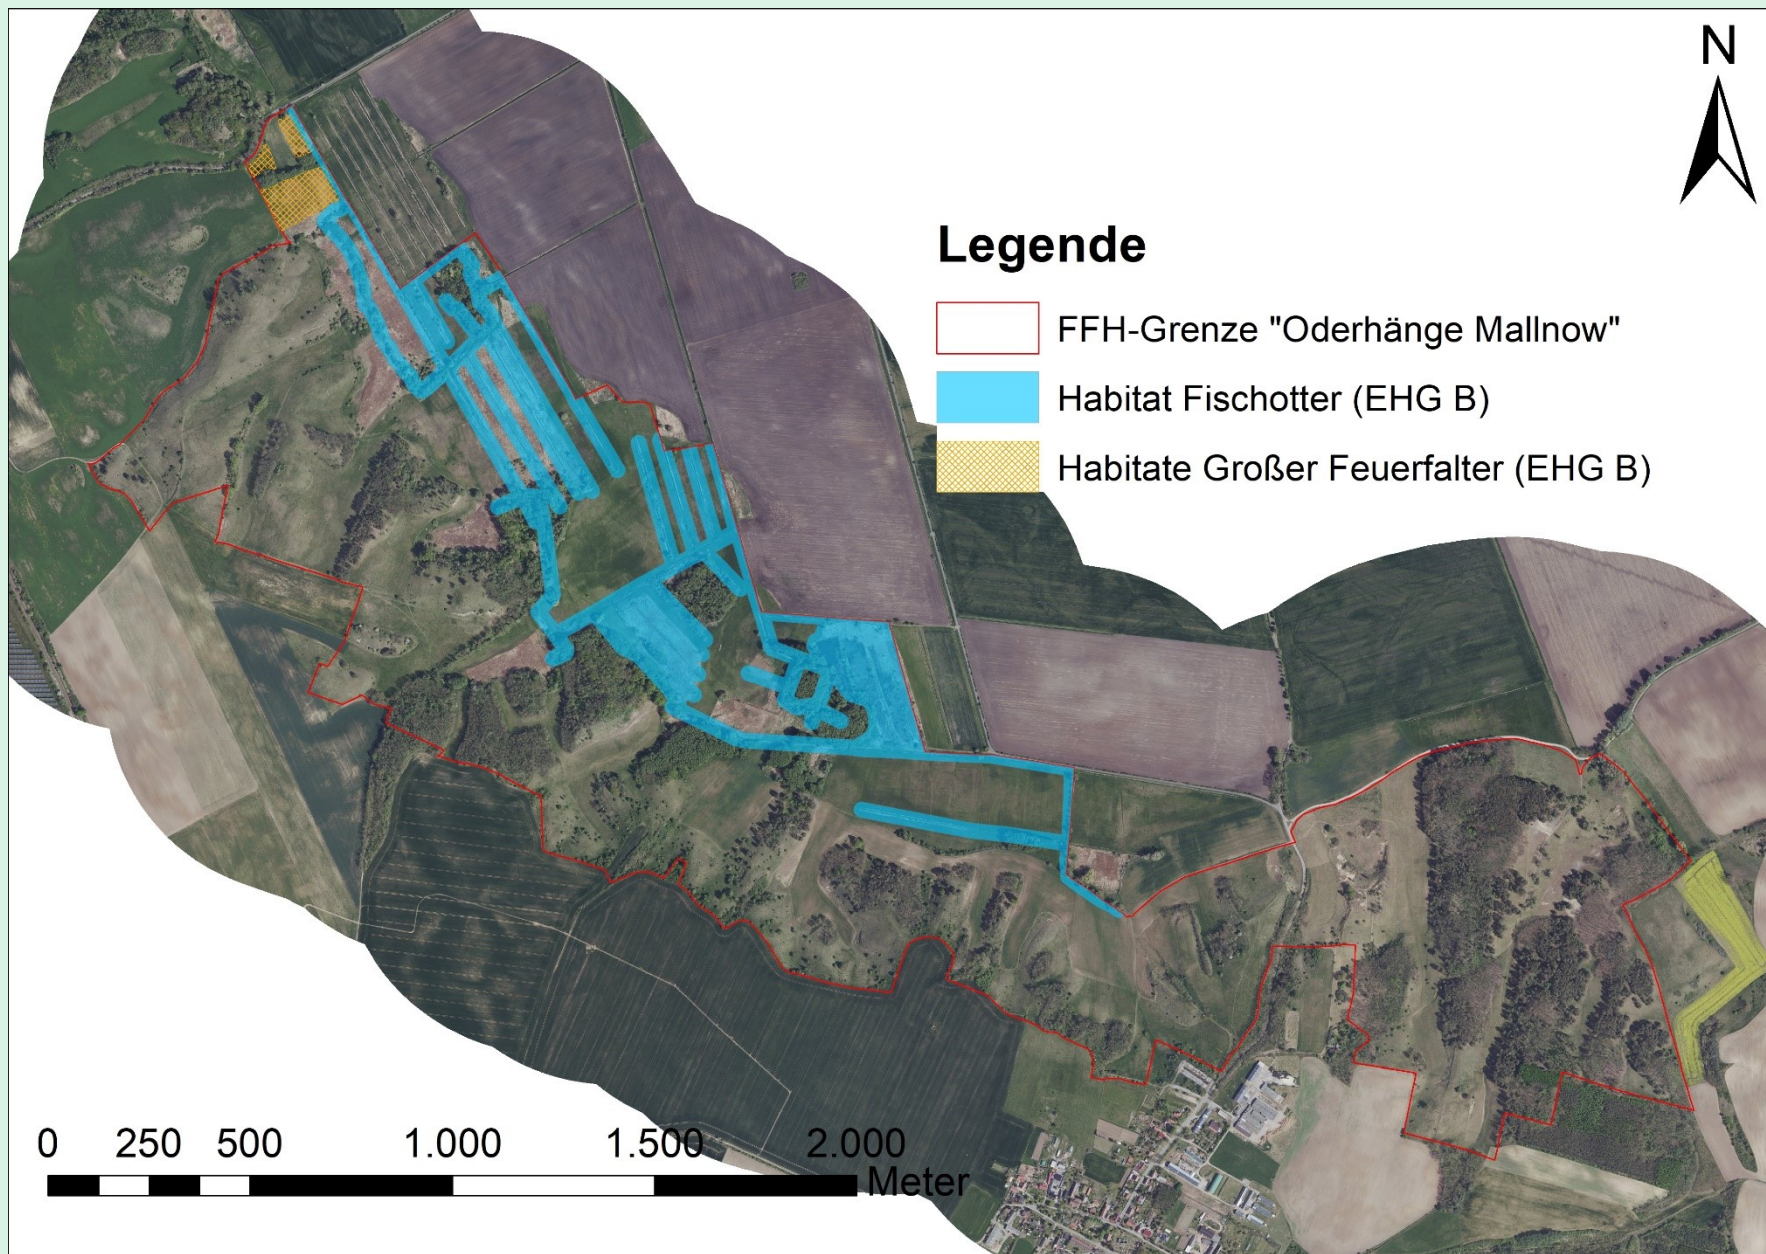 N
Legende
FFH-Grenze "Oderhänge Mallnow"
Habitat Fischotter (EHG B)
Habitate Großer Feuerfalter (EHG B)
0 250 500 1.000 1.500 2.000
Meter